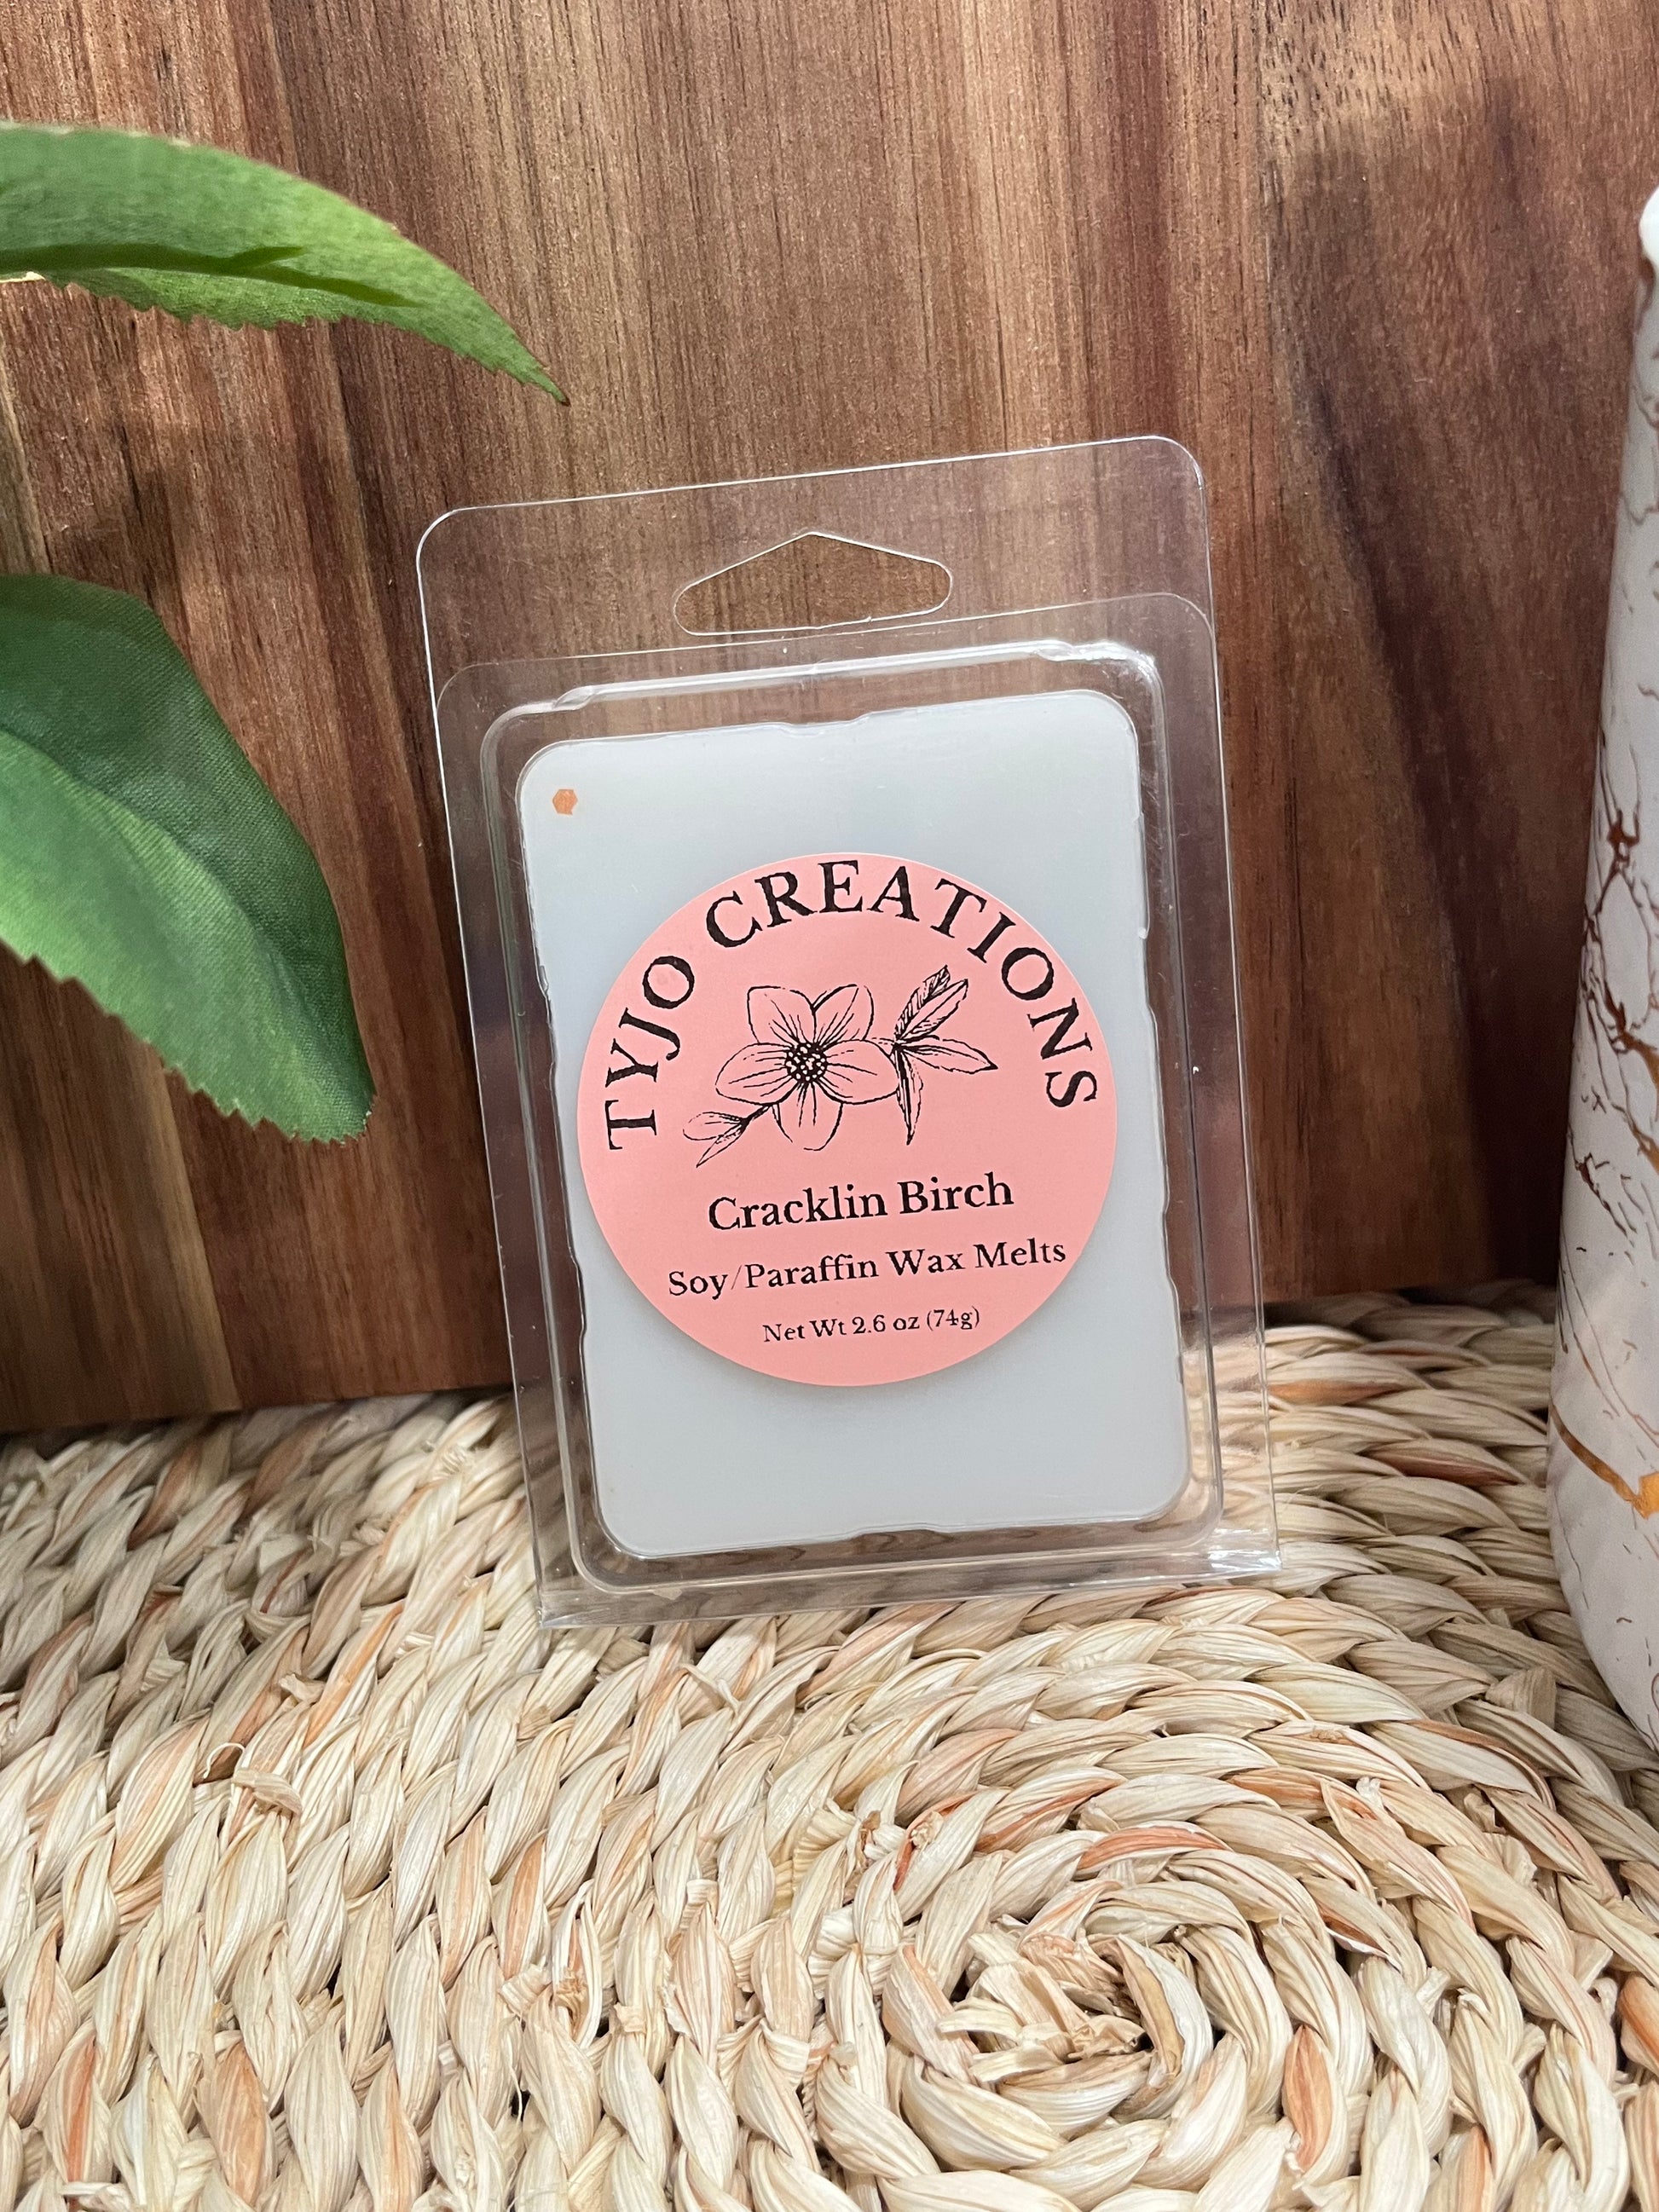 TYJO CREATIONS
Cracklin Birch
Soy/Paraffin Wax Melts
Net Wt 2.6 oz (74g)